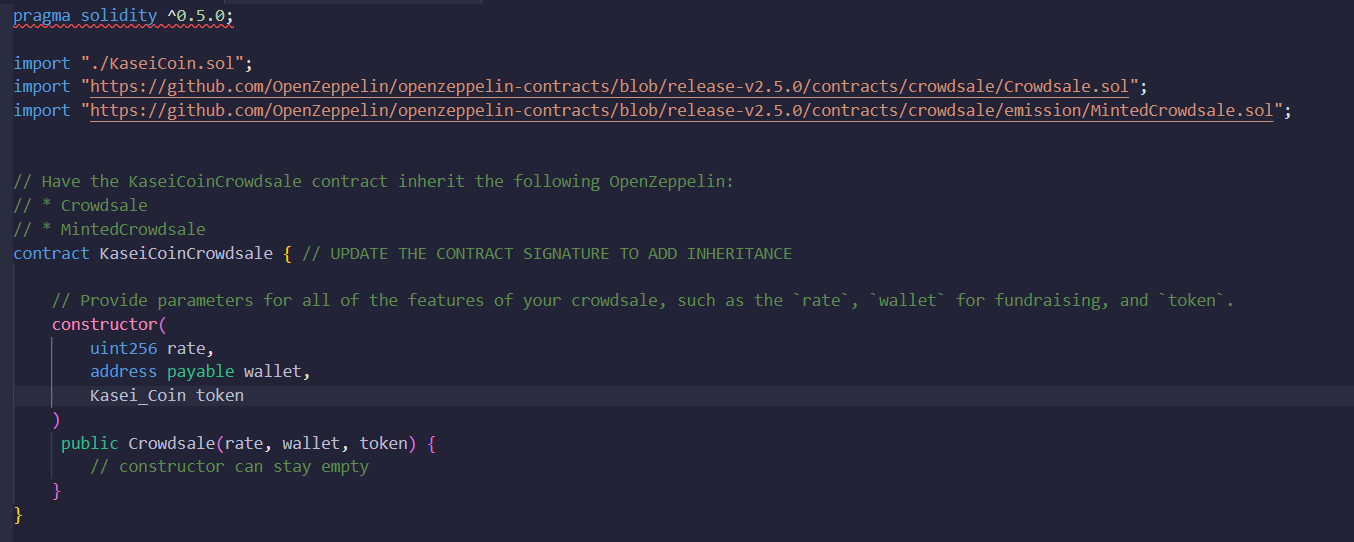 pragma solidity ^0.5.0;
import "./KaseiCoin.sol";
import "https://github.com/OpenZeppelin/openzeppelin-contracts/blob/release-v2.5.0/contracts/crowdsale/Crowdsale.sol";
import "https://github.com/OpenZeppelin/openzeppelin-contracts/blob/release-v2.5.0/contracts/crowdsale/emission/MintedCrowdsale.sol";
// Have the KaseiCoinCrowdsale contract inherit the following OpenZeppelin:
// * Crowdsale
// * MintedCrowdsale
contract KaseiCoinCrowdsale { // UPDATE THE CONTRACT SIGNATURE TO ADD INHERITANCE
// Provide parameters for all of the features of your crowdsale, such as the `rate`, `wallet` for fundraising, and `token`.
constructor(
uint256 rate,
address payable wallet,
Kasei_Coin token
)
public Crowdsale(rate, wallet, token) {
// constructor can stay empty
}
}